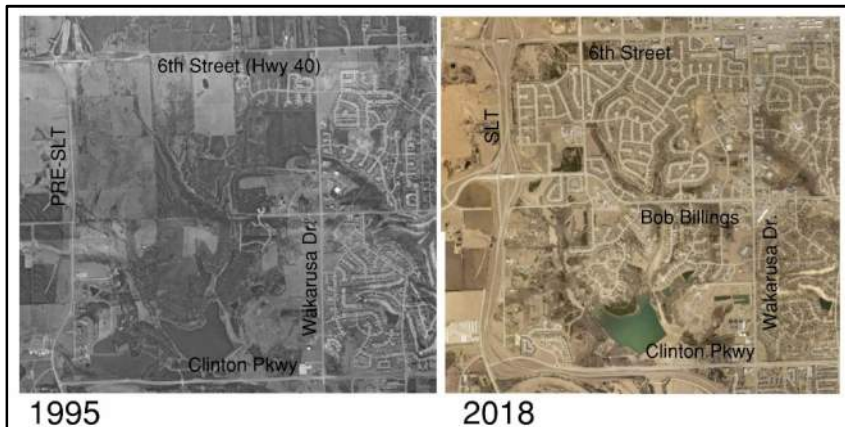 6th Street (Hwy 40)
PRE-SLT
Wakarusa Dr.
Clinton Pkwy
1995
6th Street
SLT
Bob Billings
Wakarusa Dr.
Clinton Pkwy
2018